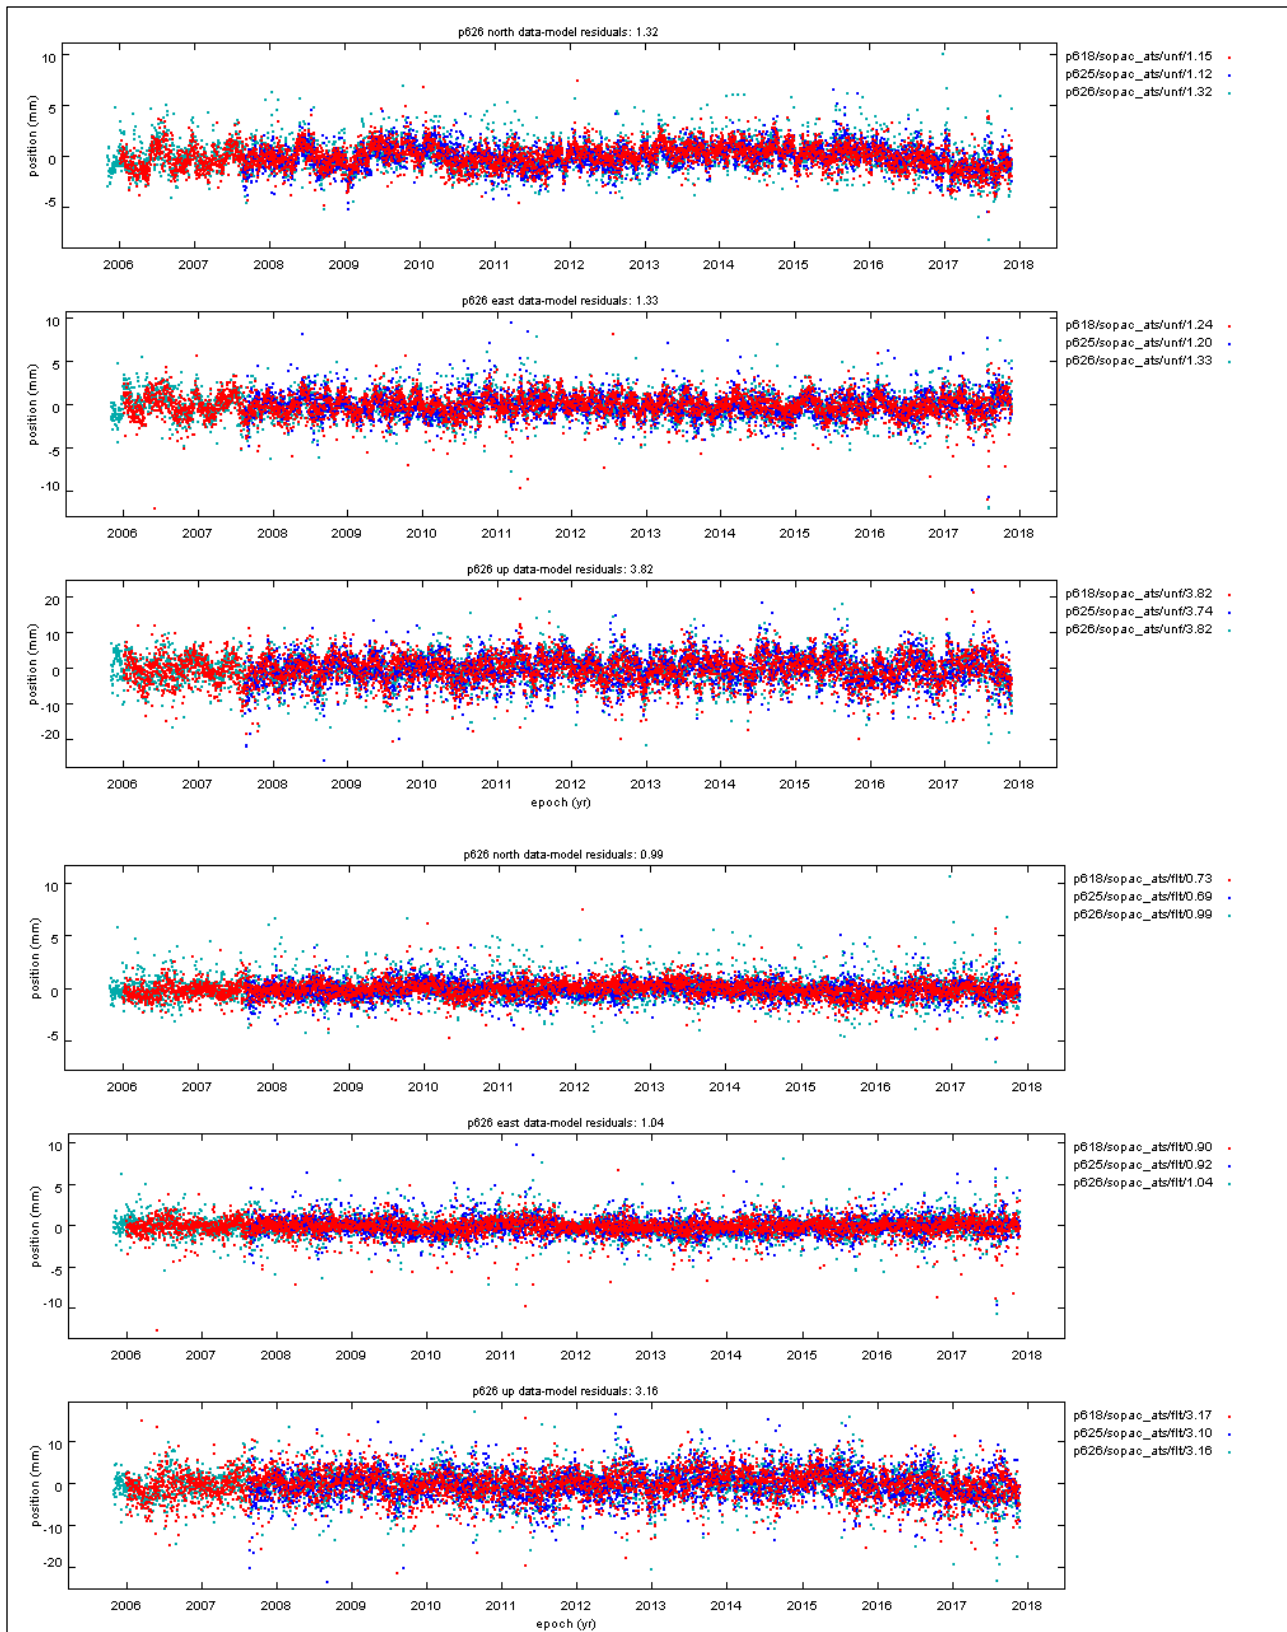 p626 north data-model residuals: 1.32
10
5
0
-5
position (mm)
p618/sopac_ats/unf/1.15
p625/sopac_ats/unf/1.12
p626/sopac_ats/unf/1.32
2006 2007 2008 2009 2010 2011 2012 2013 2014 2015 2016 2017 2018
p626 east data-model residuals: 1.33
10
5
0
-5
-10
position (mm)
p618/sopac_ats/unf/1.24
p625/sopac_ats/unf/1.20
p626/sopac_ats/unf/1.33
2006 2007 2008 2009 2010 2011 2012 2013 2014 2015 2016 2017 2018
p626 up data-model residuals: 3.82
20
10
0
-10
-20
position (mm)
p618/sopac_ats/unf/3.82
p625/sopac_ats/unf/3.74
p626/sopac_ats/unf/3.82
2006 2007 2008 2009 2010 2011 2012 2013 2014 2015 2016 2017 2018
epoch (yr)
p626 north data-model residuals: 0.99
10
5
0
-5
position (mm)
p618/sopac_ats/flt/0.73
p625/sopac_ats/flt/0.69
p626/sopac_ats/flt/0.99
2006 2007 2008 2009 2010 2011 2012 2013 2014 2015 2016 2017 2018
p626 east data-model residuals: 1.04
10
5
0
-5
-10
position (mm)
p618/sopac_ats/flt/0.90
p625/sopac_ats/flt/0.92
p626/sopac_ats/flt/1.04
2006 2007 2008 2009 2010 2011 2012 2013 2014 2015 2016 2017 2018
p626 up data-model residuals: 3.16
10
0
-10
-20
position (mm)
p618/sopac_ats/flt/3.17
p625/sopac_ats/flt/3.10
p626/sopac_ats/flt/3.16
2006 2007 2008 2009 2010 2011 2012 2013 2014 2015 2016 2017 2018
epoch (yr)